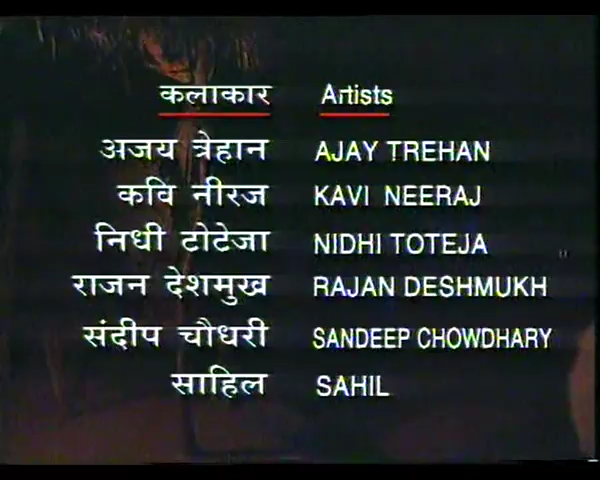 कलाकार Artists
अजय त्रेहान AJAY TREHAN
कवि नीरज KAVI NEERAJ
निधी टोटेजा NIDHI TOTEJA
राजन देशमुख RAJAN DESHMUKH
संदीप चौधरी SANDEEP CHOWDHARY
साहिल SAHIL